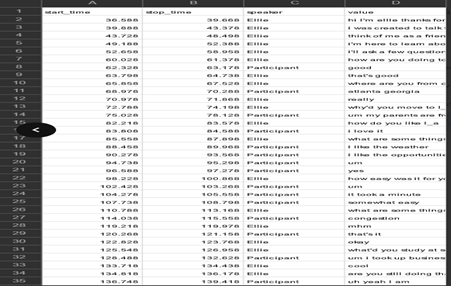 A B C D
1 start_time stop_time speaker value
2 36.588 39.668 Ellie hi i'm ellie thanks for
3 39.888 43.378 Ellie i was created to talk
4 43.728 48.498 Ellie think of me as a frien
5 49.188 52.388 Ellie i'm here to learn abo
6 52.658 58.958 Ellie i'll ask a few question
7 60.028 61.378 Ellie how are you doing to
8 62.328 63.178 Participant good
9 63.798 64.738 Ellie that's good
10 65.858 67.528 Ellie where are you from o
11 68.978 70.288 Participant atlanta georgia
12 70.978 71.868 Ellie really
13 72.788 74.198 Ellie why'd you move to l_
14 75.028 78.128 Participant um my parents are fr
15 82.218 83.578 Ellie how do you like l_a
< 83.808 84.588 Participant i love it
17 85.558 87.898 Ellie what are some thing
18 88.458 89.968 Participant i like the weather
19 90.278 93.568 Participant i like the opportunitie
20 94.738 95.298 Participant
21 96.588 97.278 Participant yes
22 98.228 100.868 Ellie how easy was it for y
23 102.428 103.268 Participant um
24 104.278 105.558 Participant it took a minute
25 107.738 108.798 Participant somewhat easy
26 110.788 113.168 Ellie what are some thing
27 114.038 115.558 Participant congestion
28 119.218 119.978 Ellie mhm
29 120.268 121.158 Participant that's it
30 122.828 123.768 Ellie okay
31 125.548 126.958 Ellie what'd you study at s
32 128.488 132.628 Participant um i took up busines
33 133.718 134.438 Ellie cool
34 134.818 136.178 Ellie are you still doing th
35 136.748 139.418 Participant uh yeah i am